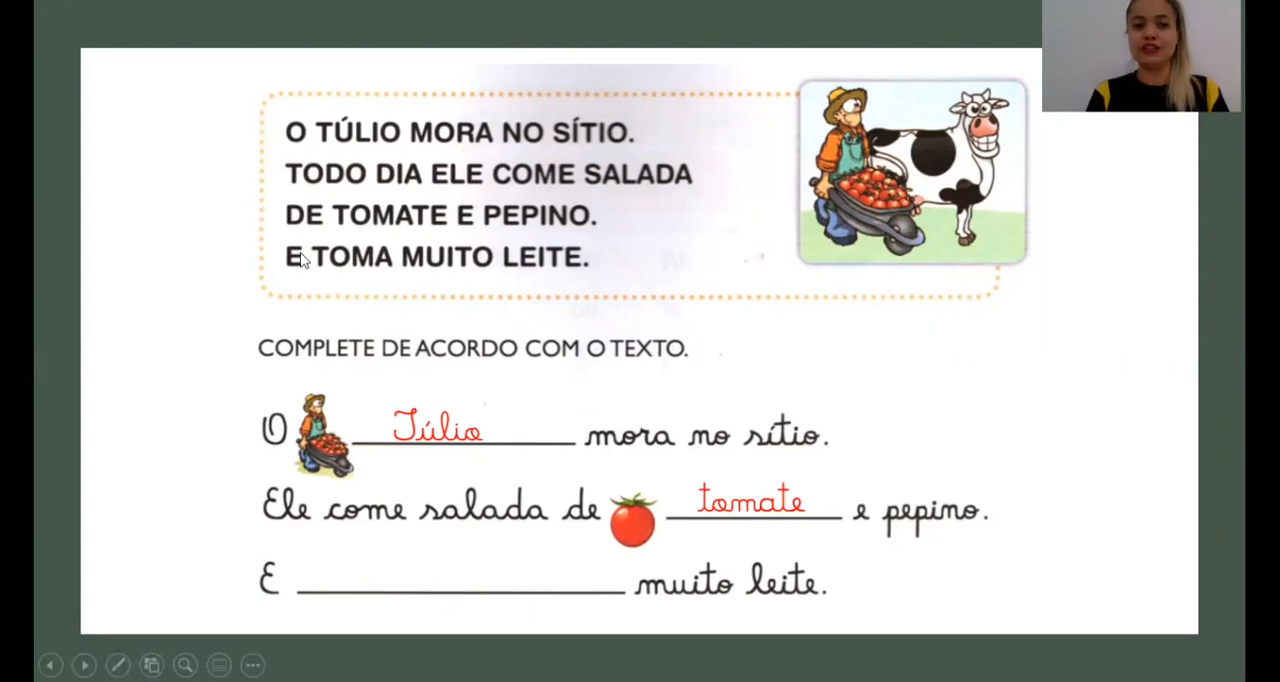 O TÚLIO MORA NO SÍTIO.
TODO DIA ELE COME SALADA
DE TOMATE E PEPINO.
E TOMA MUITO LEITE.
COMPLETE DE ACORDO COM O TEXTO.
O Túlio mora no sítio.
Ele come salada de tomate e pepino.
E ____________ muito leite.